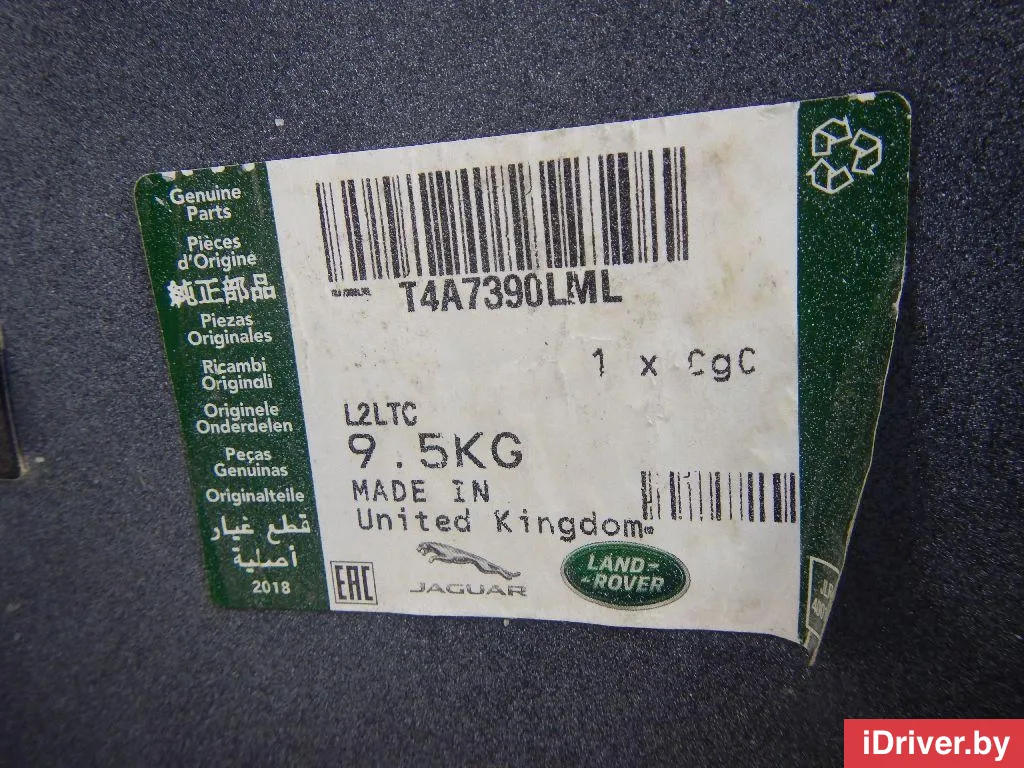 Genuine
Parts
Pièces
d'Origine
純正部品
Piezas
Originales
Ricambi
Originali
Originele
Onderdelen
Peças
Genuinas
Originalteile
قطع غيار
أصلية
2018
T4A7390LML
1 x CgC
L2LTC
9.5KG
MADE IN
United Kingdom
EAC
JAGUAR
LAND-
-ROVER
iDriver.by